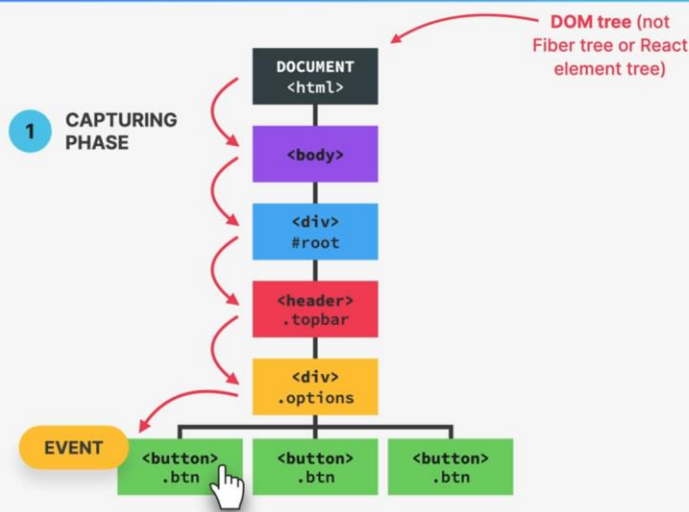 DOM tree (not
Fiber tree or React
element tree)
DOCUMENT
<html>
1
CAPTURING
PHASE
<body>
<div>
#root
<header>
.topbar
<div>
.options
EVENT
<button>
.btn
<button>
.btn
<button>
.btn